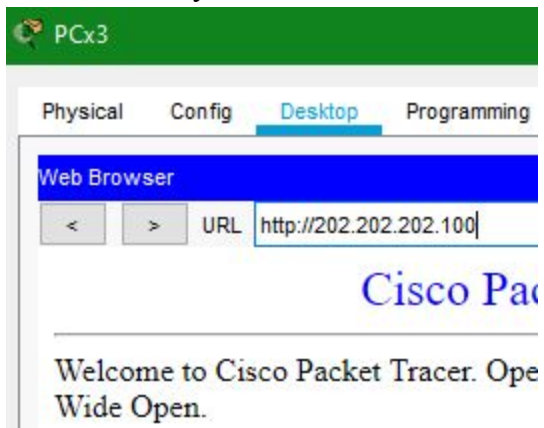 PCx3
Physical Config Desktop Programming
Web Browser
< > URL http://202.202.202.100
Cisco Pac
Welcome to Cisco Packet Tracer. Ope
Wide Open.